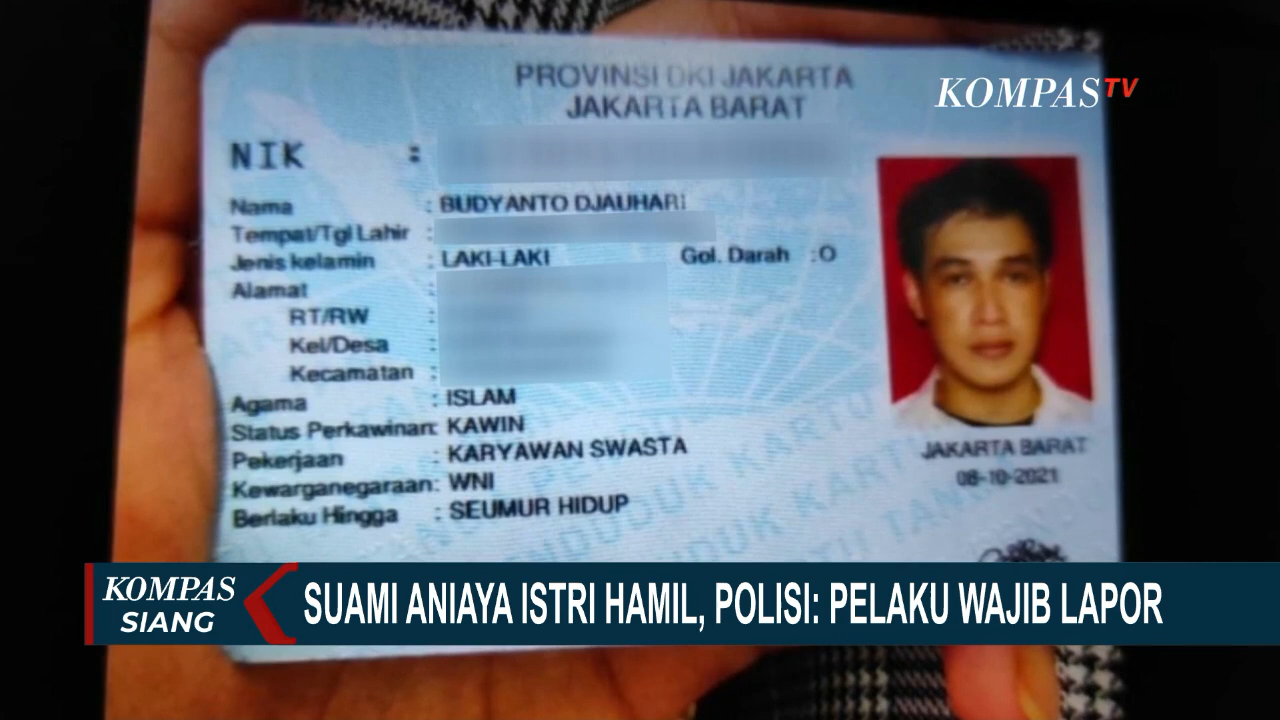 PROVINSI DKI JAKARTA
JAKARTA BARAT
KOMPAS TV
NIK :
Nama : BUDYANTO DJAUHARI
Tempat/Tgl Lahir :
Jenis kelamin : LAKI-LAKI Gol. Darah : O
Alamat :
RT/RW :
Kel/Desa :
Kecamatan :
Agama : ISLAM
Status Perkawinan: KAWIN
Pekerjaan : KARYAWAN SWASTA
Kewarganegaraan: WNI
Berlaku Hingga : SEUMUR HIDUP
JAKARTA BARAT
08-10-2021
KOMPAS
SIANG
SUAMI ANIAYA ISTRI HAMIL, POLISI: PELAKU WAJIB LAPOR